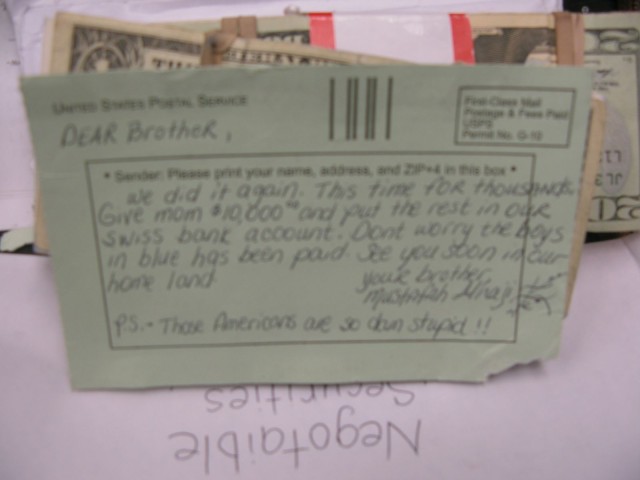 UNITED STATES POSTAL SERVICE
First-Class Mail
Postage & Fees Paid
USPS
Permit No. G-10
DEAR BrotheR,
• Sender: Please print your name, address, and ZIP+4 in this box •
we did it again. This time for thousands.
Give mom $10,000 and put the rest in our
Swiss bank account. Dont worry the boys
in blue has been paid. See you soon in our
home land.
your brother
Mustafah
P.S. - Those Americans are so damn stupid!!
Negotaible
Securities